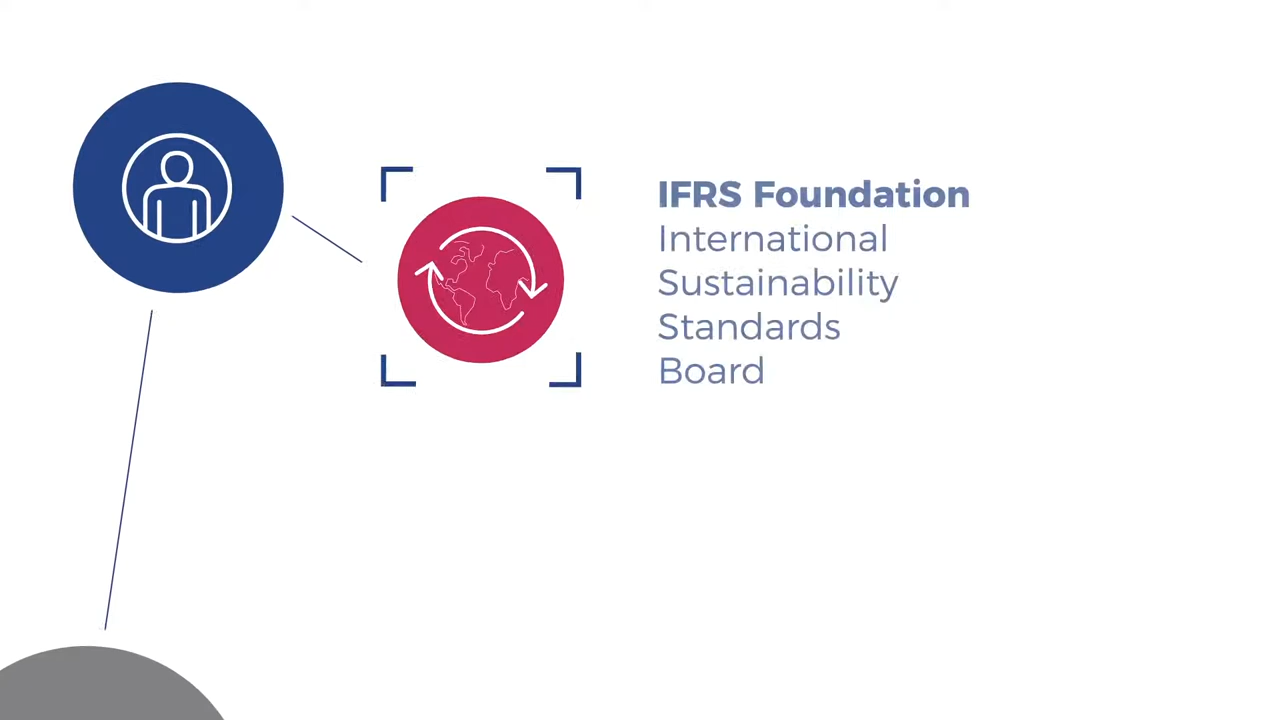 IFRS Foundation
International
Sustainability
Standards
Board